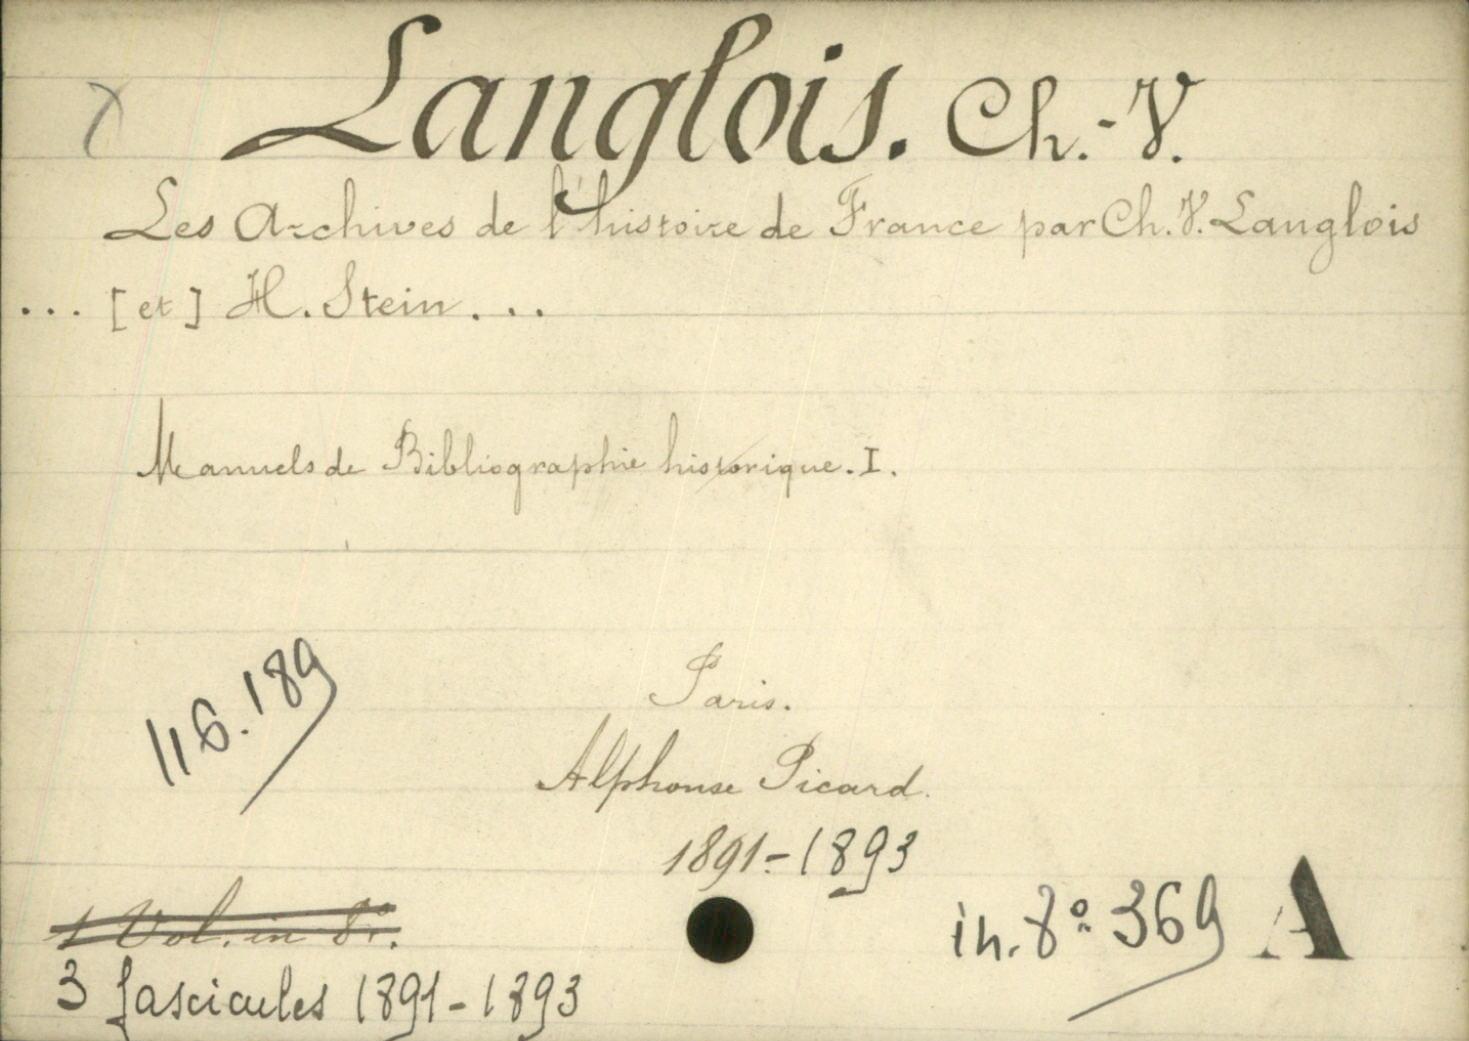 Langlois. Ch.-V.
Les Archives de l'histoire de France par Ch. V. Langlois
... [et] H. Stein ...
Manuels de Bibliographie historique. I.
116.189
Paris.
Alphonse Picard.
1891-1893
1 Vol. in 8°.
in. 8° 369 A
3 fascicules 1891-1893